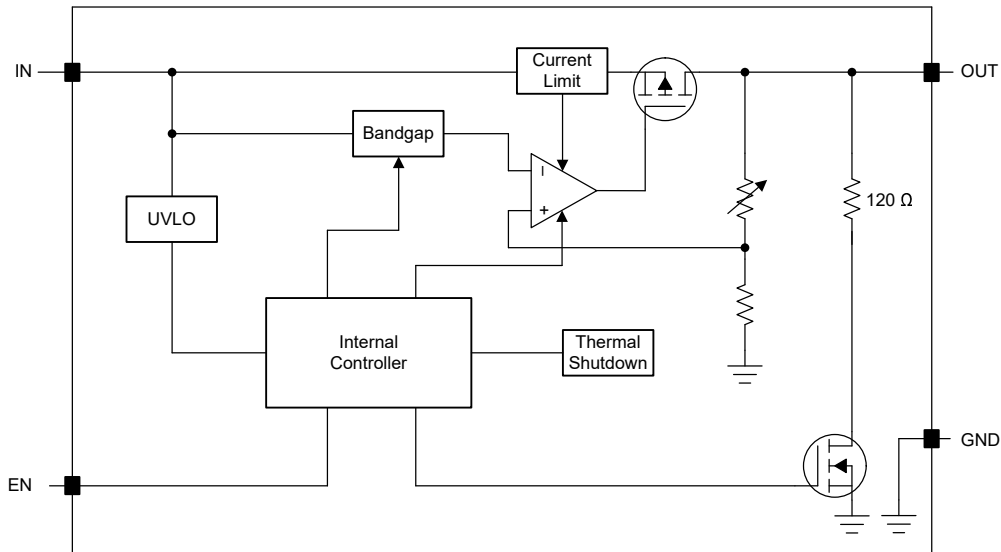 IN
Current
Limit
OUT
Bandgap
–
+
UVLO
120 Ω
Internal
Controller
Thermal
Shutdown
GND
EN